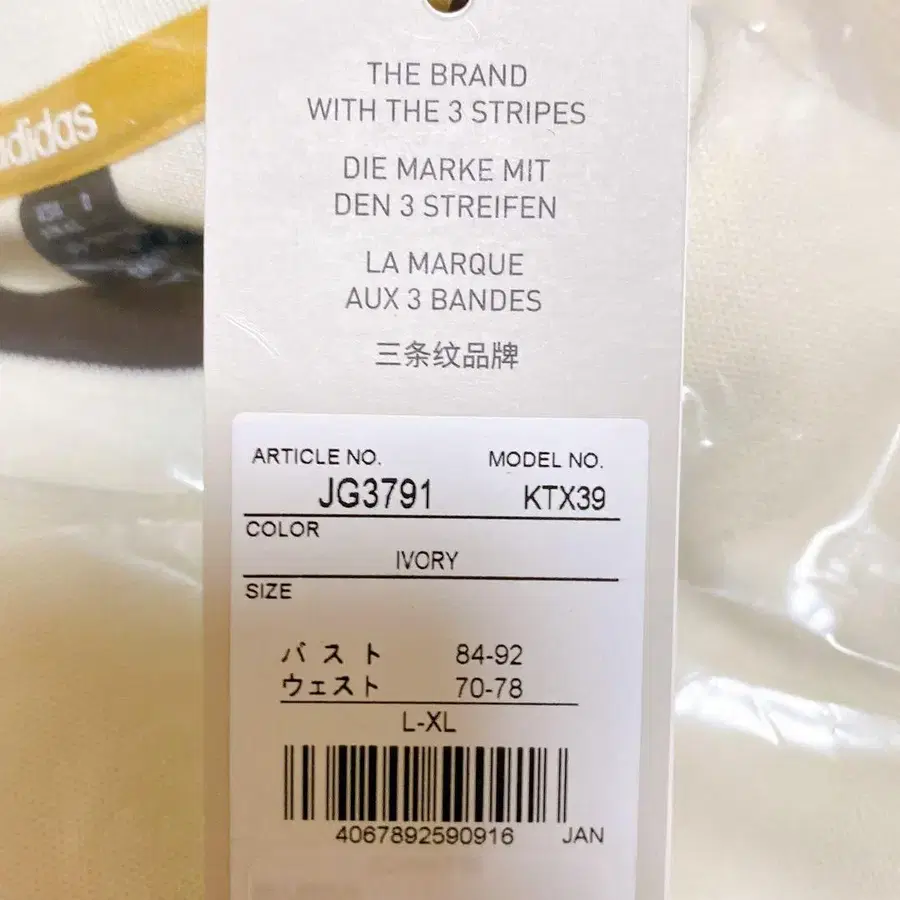 adidas
THE BRAND
WITH THE 3 STRIPES
DIE MARKE MIT
DEN 3 STREIFEN
LA MARQUE
AUX 3 BANDES
三条纹品牌
ARTICLE NO. MODEL NO.
JG3791 KTX39
COLOR
IVORY
SIZE
バスト 84-92
ウェスト 70-78
L-XL
4067892590916 JAN